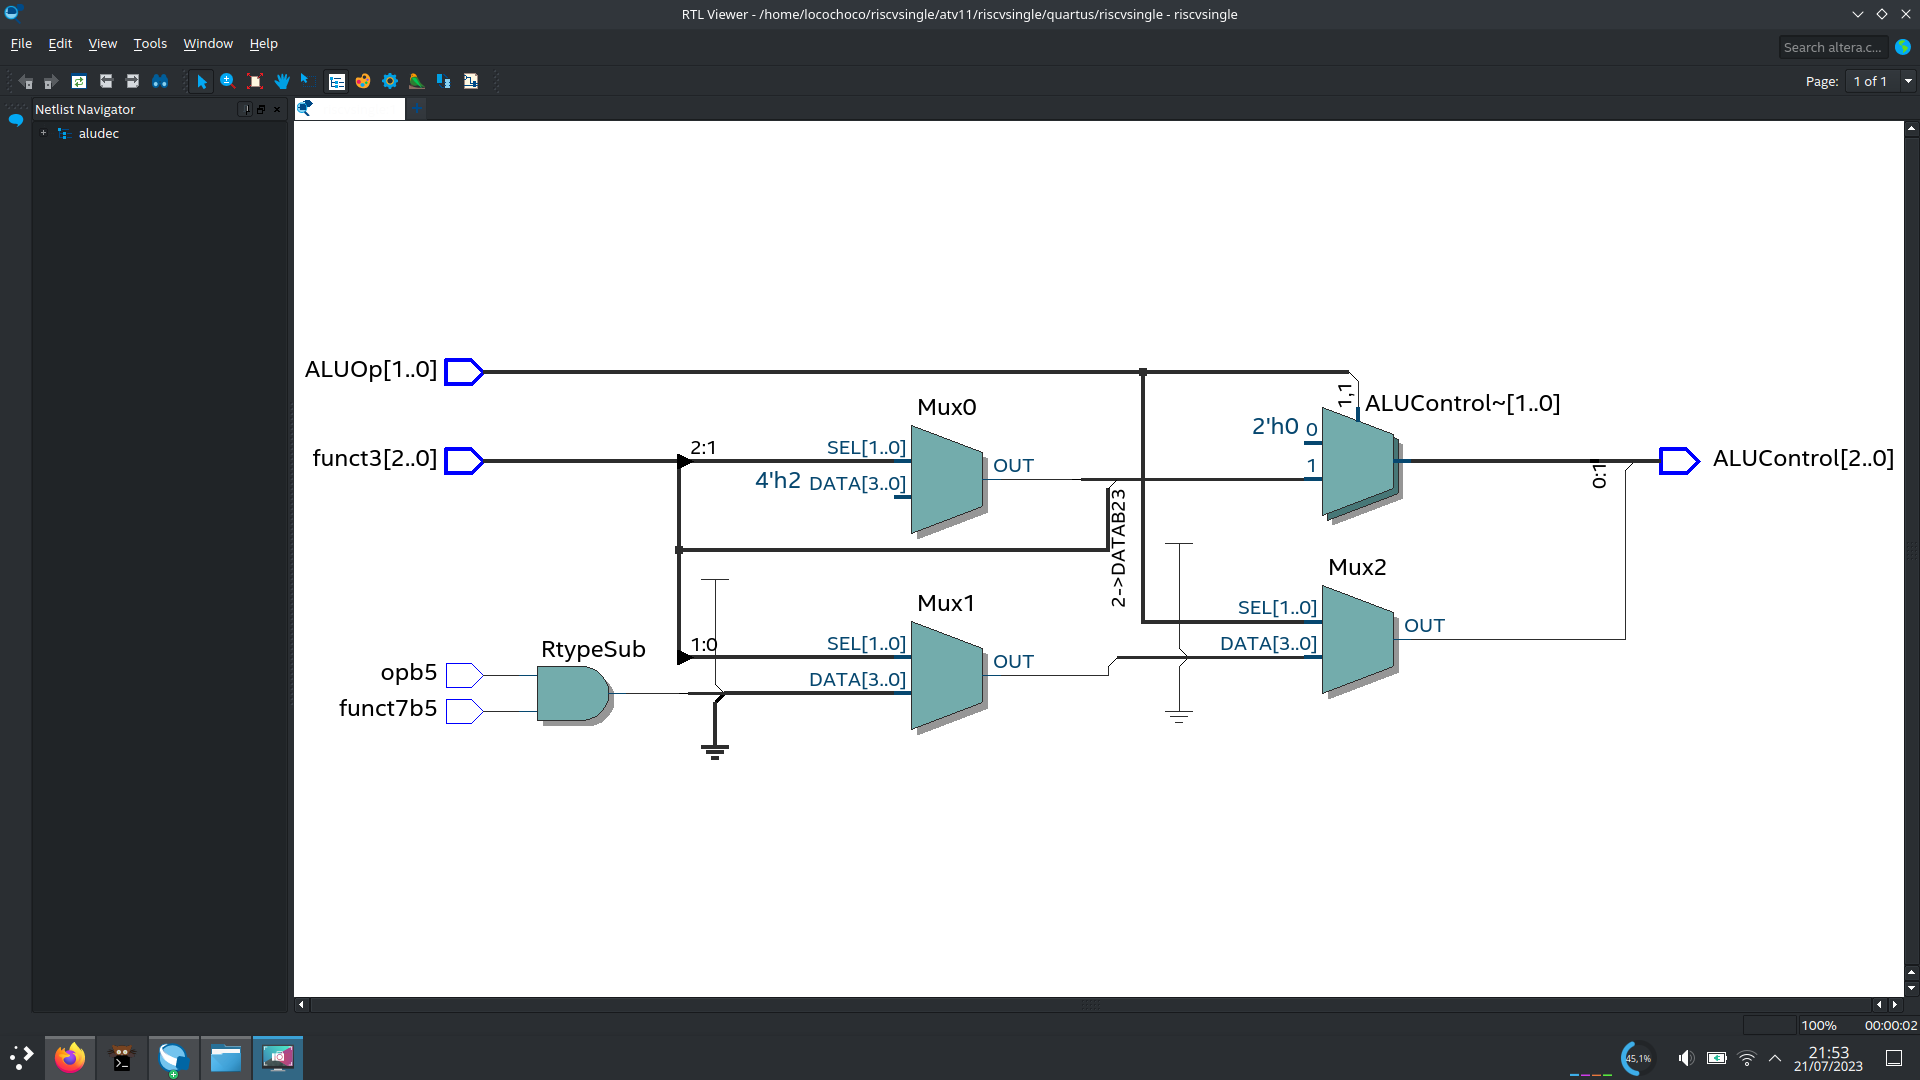 RTL Viewer - /home/locochoco/riscvsingle/atv11/riscvsingle/quartus/riscvsingle - riscvsingle
File Edit View Tools Window Help
Search altera.c...
Page: 1 of 1
Netlist Navigator
aludec
ALUOp[1..0]
1,1
ALUControl~[1..0]
Mux0
2'h0 0
funct3[2..0]
2:1
SEL[1..0]
OUT
1
0:1
ALUControl[2..0]
4'h2 DATA[3..0]
2->DATAB23
Mux2
Mux1
SEL[1..0]
OUT
RtypeSub
1:0
SEL[1..0]
DATA[3..0]
OUT
opb5
DATA[3..0]
funct7b5
100% 00:00:02
45,1%
21:53
21/07/2023